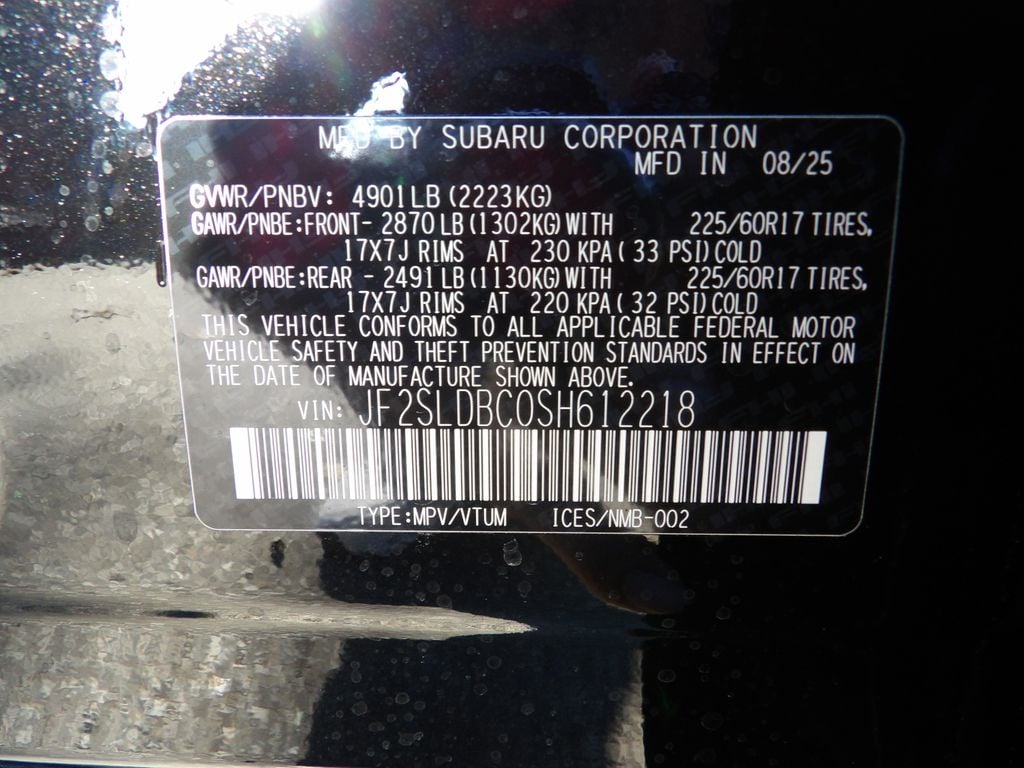 MFD BY SUBARU CORPORATION
MFD IN 08/25
GVWR/PNBV: 4901LB (2223KG)
GAWR/PNBE:FRONT- 2870 LB (1302KG) WITH 225/60R17 TIRES,
17X7J RIMS AT 230 KPA ( 33 PSI) COLD
GAWR/PNBE:REAR - 2491 LB (1130KG) WITH 225/60R17 TIRES,
17X7J RIMS AT 220 KPA ( 32 PSI) COLD
THIS VEHICLE CONFORMS TO ALL APPLICABLE FEDERAL MOTOR
VEHICLE SAFETY AND THEFT PREVENTION STANDARDS IN EFFECT ON
THE DATE OF MANUFACTURE SHOWN ABOVE.
VIN: JF2SLDBC0SH612218
TYPE:MPV/VTUM ICES/NMB-002